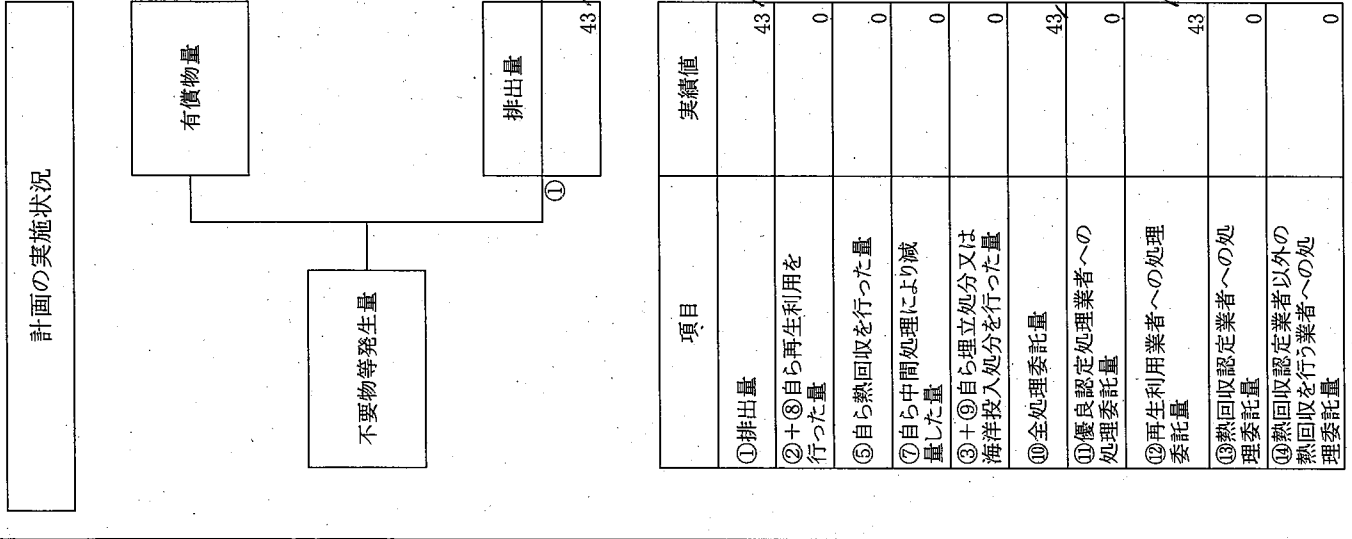 計画の実施状況
有償物量
不要物等発生量
排出量
①
43
項目
実績値
①排出量
43
②+⑧自ら再生利用を
行った量
0
⑤自ら熱回収を行った量
0
⑦自ら中間処理により減
量した量
0
③+⑨自ら埋立処分又は
海洋投入処分を行った量
0
⑩全処理委託量
43
⑪優良認定処理業者への
処理委託量
0
⑫再生利用業者への処理
委託量
43
⑬熱回収認定業者への処
理委託量
0
⑭熱回収認定業者以外の
熱回収を行う業者への処
理委託量
0